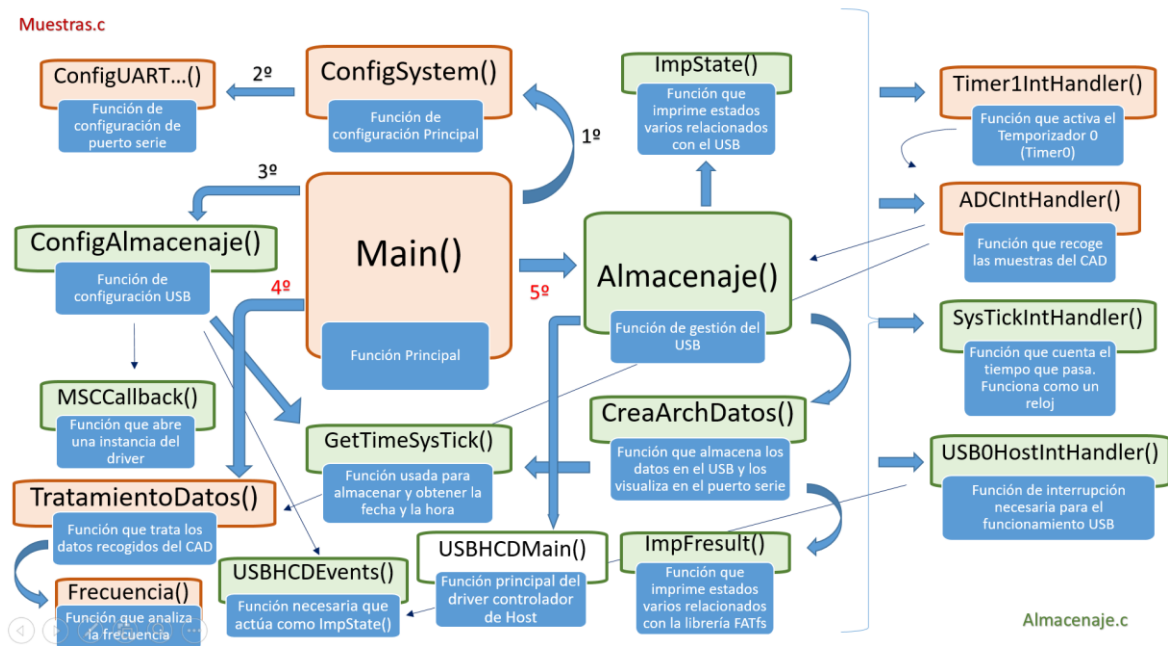 Muestras.c
ConfigUART...()
Función de
configuración de
puerto serie
2º
ConfigSystem()
Función de
configuración Principal
1º
ImpState()
Función que
imprime estados
varios relacionados
con el USB
Timer1IntHandler()
Función que activa el
Temporizador 0
(Timer0)
3º
ConfigAlmacenaje()
Función de
configuración USB
Main()
Función Principal
4º
5º
Almacenaje()
Función de gestión del
USB
ADCIntHandler()
Función que recoge
las muestras del CAD
SysTickIntHandler()
Función que cuenta el
tiempo que pasa.
Funciona como un
reloj
MSCCallback()
Función que abre
una instancia del
driver
GetTimeSysTick()
Función usada para
almacenar y obtener la
fecha y la hora
CreaArchDatos()
Función que almacena los
datos en el USB y los
visualiza en el puerto serie
USB0HostIntHandler()
Función de interrupción
necesaria para el
funcionamiento USB
TratamientoDatos()
Función que trata los
datos recogidos del CAD
Frecuencia()
Función que analiza
la frecuencia
USBHCDEvents()
Función necesaria que
actúa como ImpState()
USBHCDMain()
Función principal del
driver controlador
de Host
ImpFresult()
Función que
imprime estados
varios relacionados
con la librería FATfs
Almacenaje.c